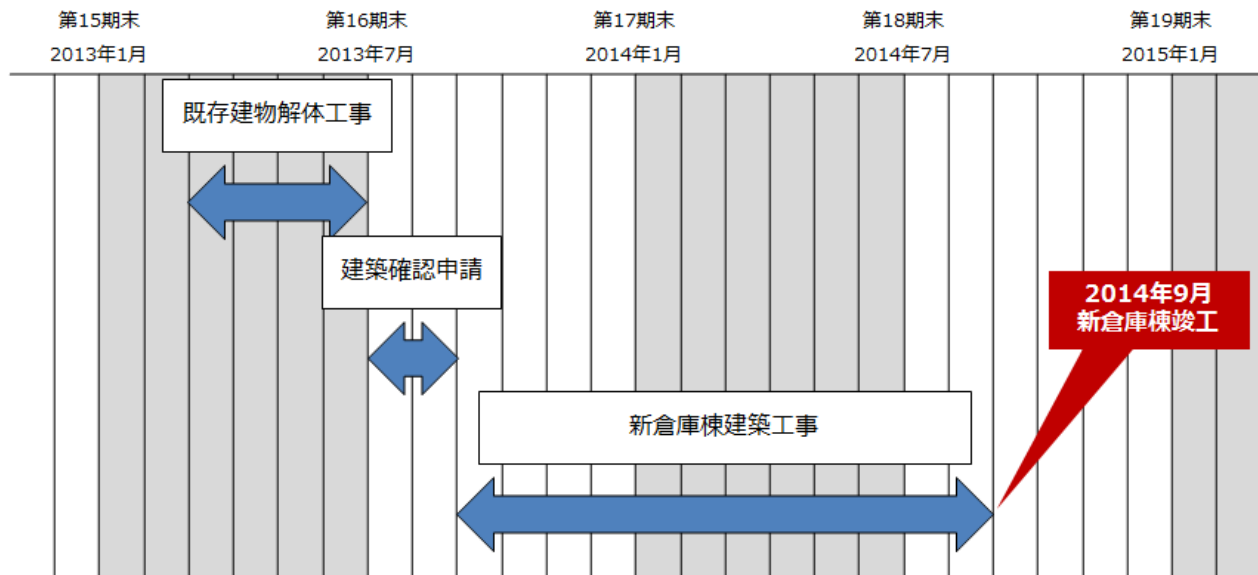 第15期末
2013年1月
第16期末
2013年7月
第17期末
2014年1月
第18期末
2014年7月
第19期末
2015年1月
既存建物解体工事
建築確認申請
2014年9月
新倉庫棟竣工
新倉庫棟建築工事